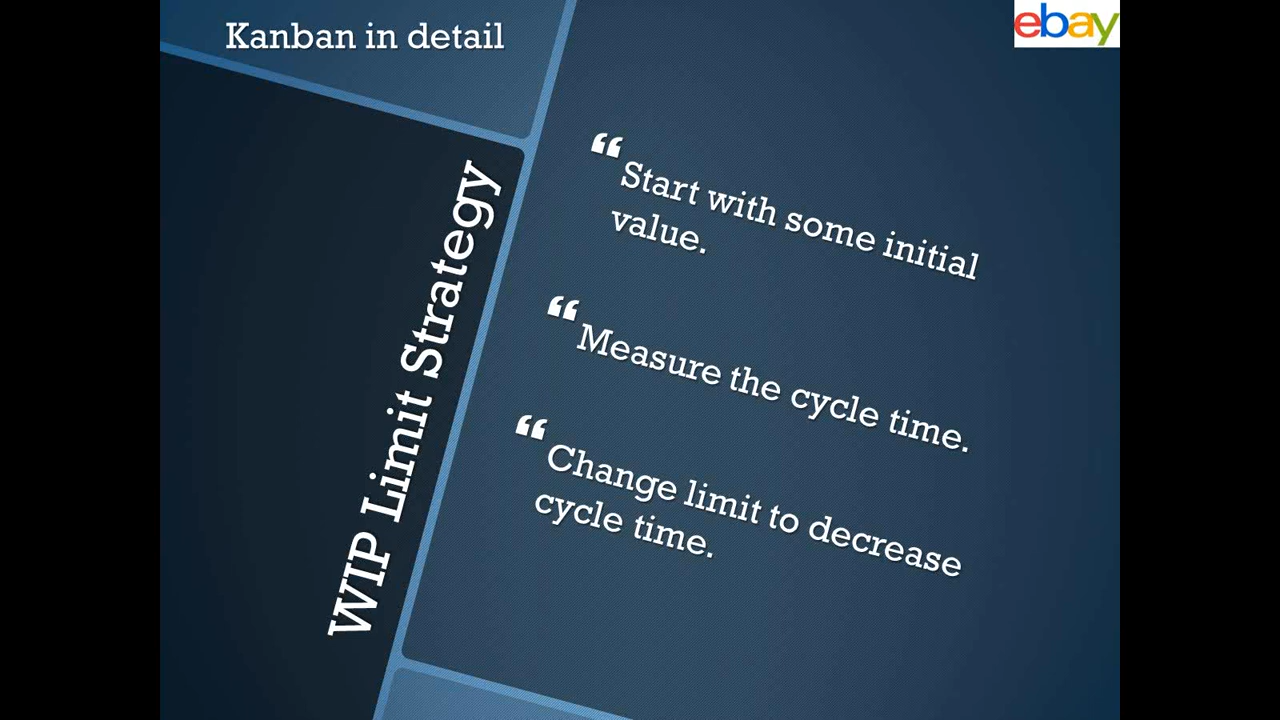 Kanban in detail
ebay
WIP Limit Strategy
“Start with some initial
value.
“Measure the cycle time.
“Change limit to decrease
cycle time.